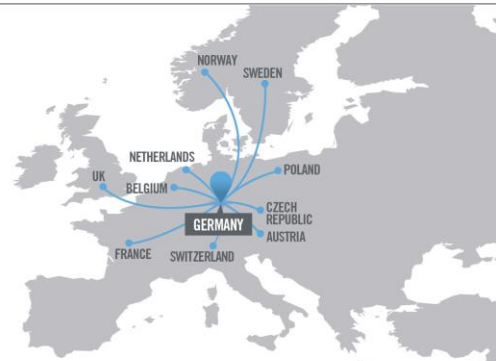 NORWAY
SWEDEN
NETHERLANDS
POLAND
UK
BELGIUM
CZECH
REPUBLIC
GERMANY
AUSTRIA
FRANCE
SWITZERLAND